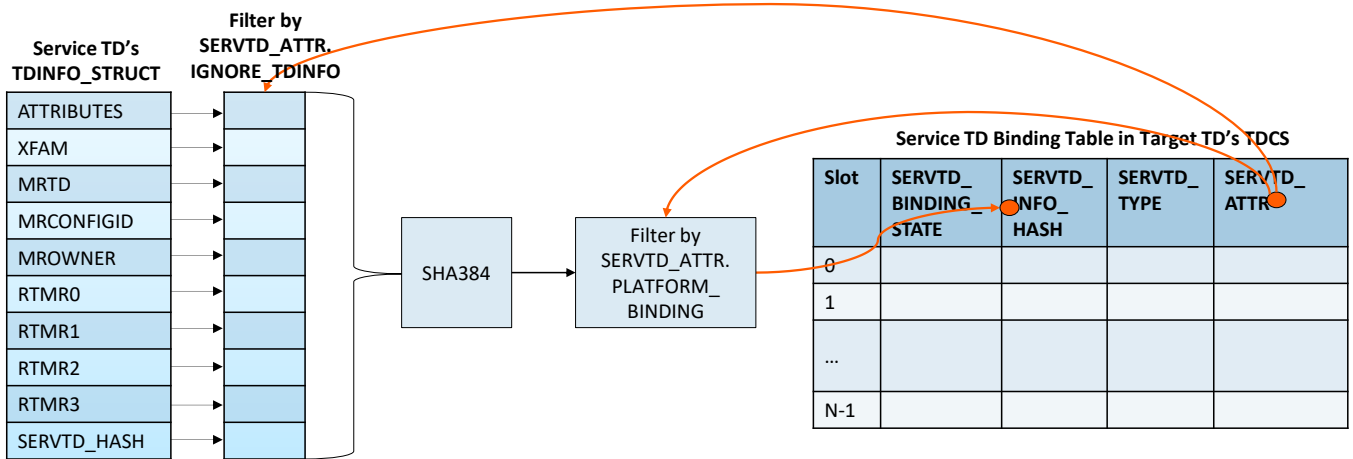 Filter by
SERVTD_ATTR.
IGNORE_TDINFO
Service TD's
TDINFO_STRUCT
ATTRIBUTES
XFAM
MRTD
MRCONFIGID
MROWNER
RTMR0
RTMR1
RTMR2
RTMR3
SERVTD_HASH
SHA384
Filter by
SERVTD_ATTR.
PLATFORM_
BINDING
Service TD Binding Table in Target TD's TDCS
Slot
SERVTD_
BINDING_
STATE
SERVTD_
INFO_
HASH
SERVTD_
TYPE
SERVTD_
ATTR
0
1
...
N-1